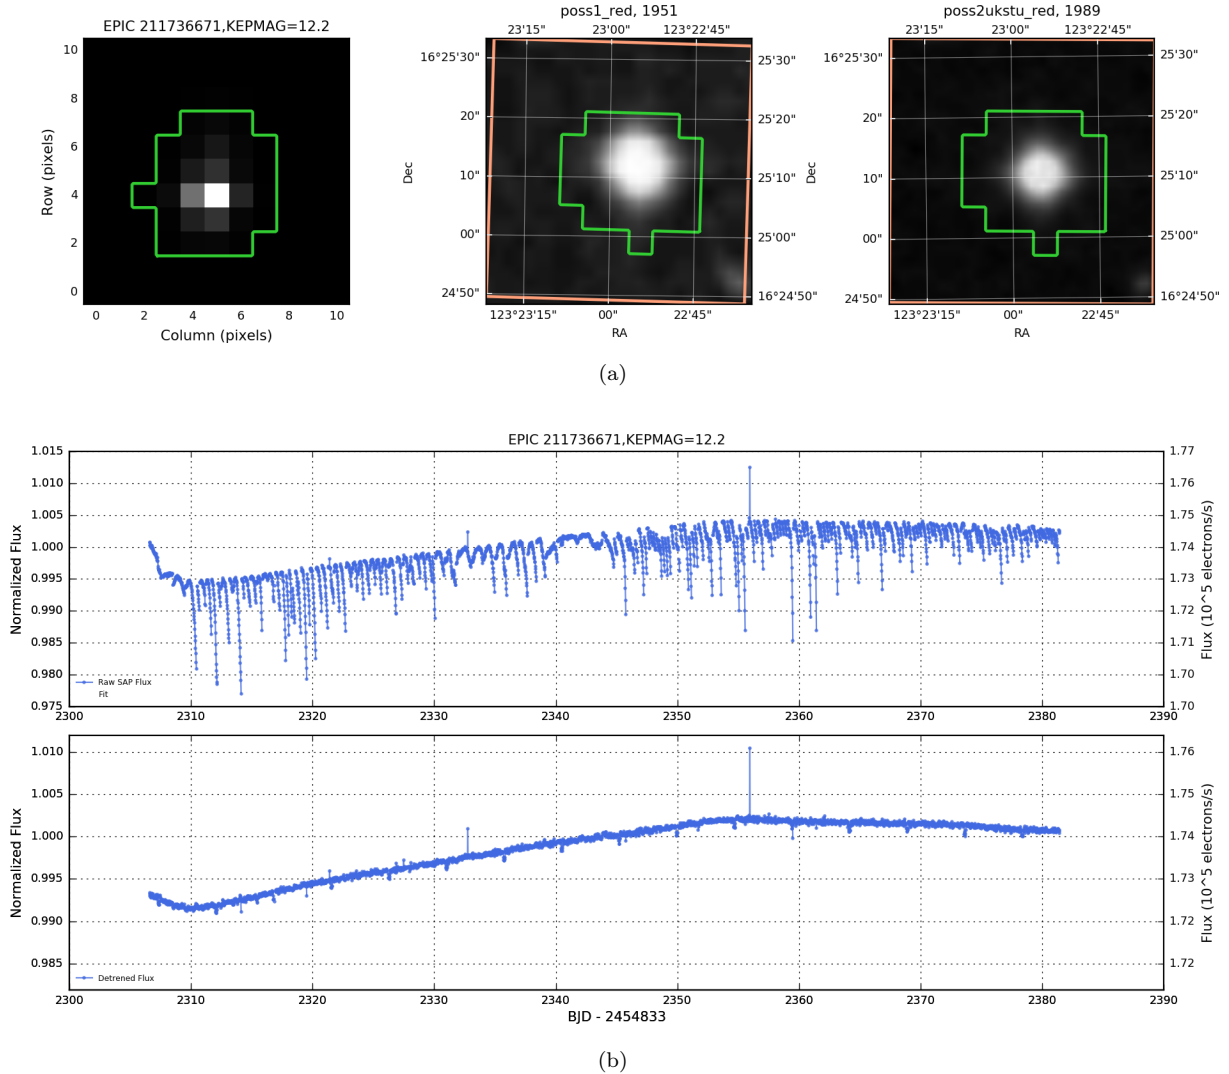 EPIC 211736671,KEPMAG=12.2
10
8
6
4
2
0
Row (pixels)
0 2 4 6 8 10
Column (pixels)
poss1_red, 1951
23'15" 23'00" 123°22'45"
16°25'30"
20"
10"
00"
24'50"
Dec
25'30"
25'20"
25'10"
25'00"
16°24'50"
123°23'15" 00" 22'45"
RA
poss2ukstu_red, 1989
23'15" 23'00" 123°22'45"
16°25'30"
20"
10"
00"
24'50"
Dec
25'30"
25'20"
25'10"
25'00"
16°24'50"
123°23'15" 00" 22'45"
RA
(a)
EPIC 211736671,KEPMAG=12.2
1.015
1.010
1.005
1.000
0.995
0.990
0.985
0.980
0.975
Normalized Flux
1.77
1.76
1.75
1.74
1.73
1.72
1.71
1.70
1.70
Flux (10^5 electrons/s)
Raw SAP Flux
Fit
2300 2310 2320 2330 2340 2350 2360 2370 2380 2390
1.010
1.005
1.000
0.995
0.990
0.985
Normalized Flux
1.76
1.75
1.74
1.73
1.72
1.72
Flux (10^5 electrons/s)
Detrened Flux
2300 2310 2320 2330 2340 2350 2360 2370 2380 2390
BJD - 2454833
(b)